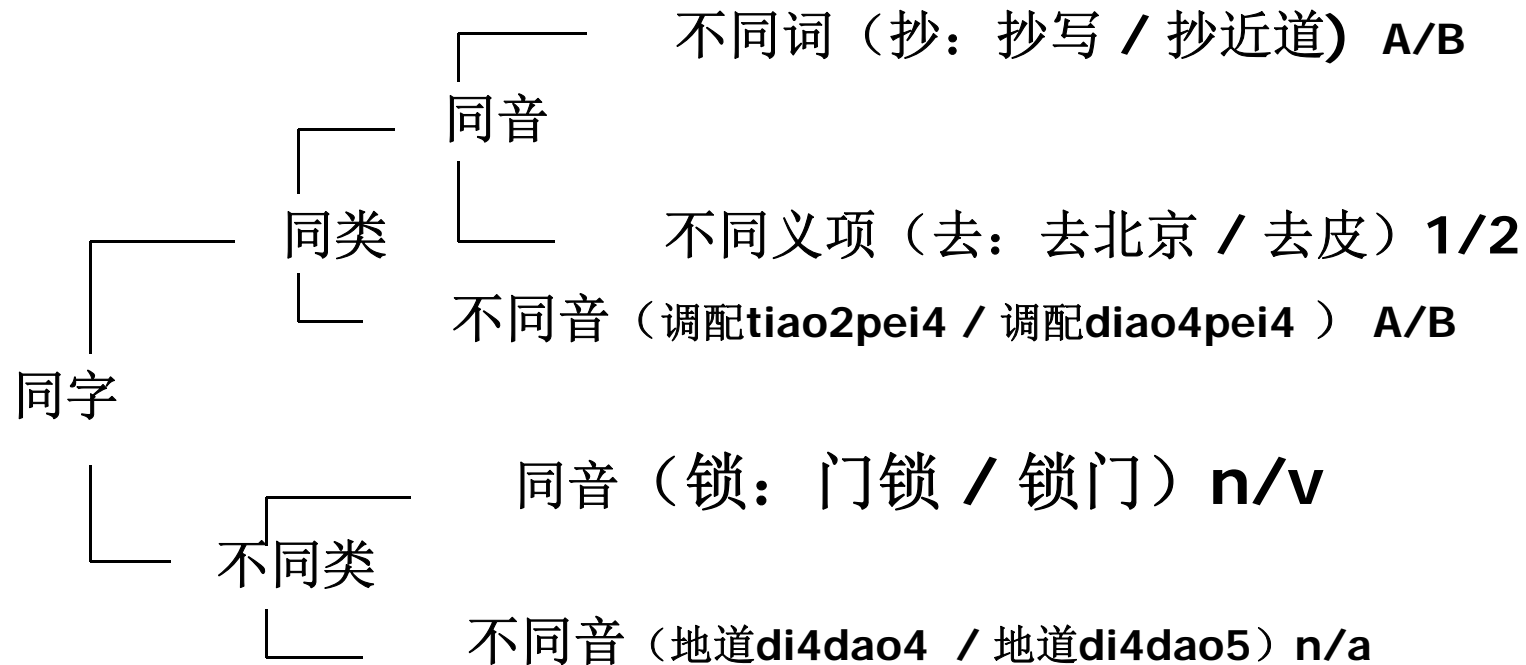 不同词（抄：抄写 / 抄近道) A/B
同音
同类
不同义项（去：去北京 / 去皮）1/2
不同音（调配tiao2pei4 / 调配diao4pei4 ） A/B
同字
同音（锁：门锁 / 锁门）n/v
不同类
不同音（地道di4dao4 / 地道di4dao5）n/a